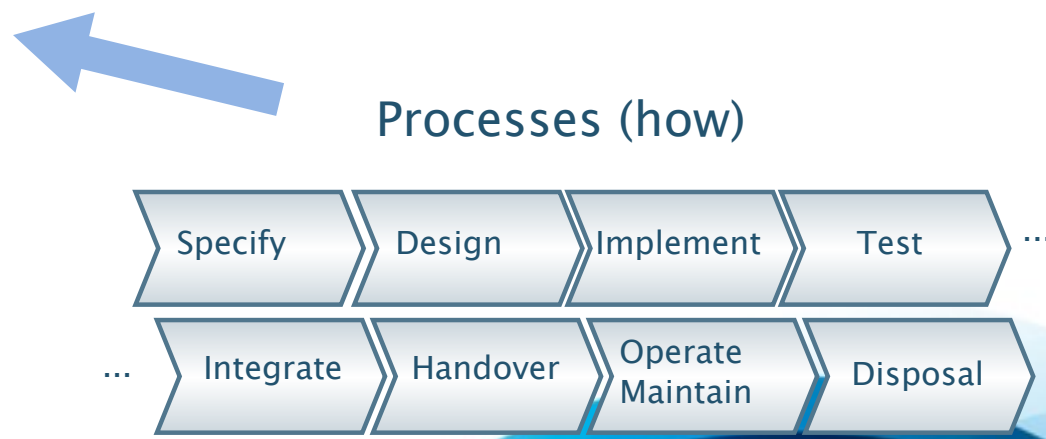 Processes (how)
Specify Design Implement Test ...
... Integrate Handover Operate Maintain Disposal